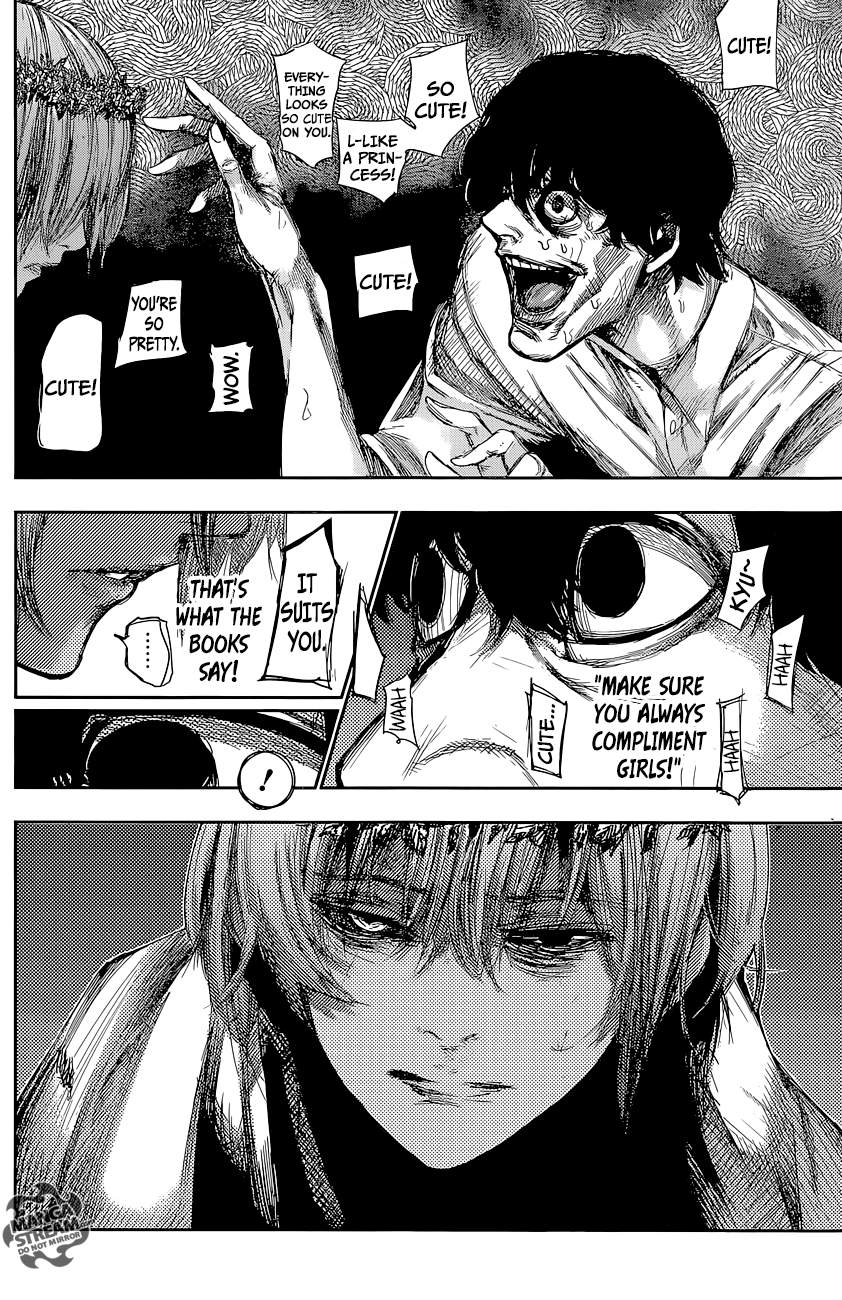 CUTE!
SO
CUTE!
EVERY-
THING
LOOKS
SO CUTE
ON YOU.
L-LIKE
A PRIN-
CESS!
CUTE!
YOU'RE
SO
PRETTY.
WOW.
CUTE!
KYU~
HAAH
"MAKE SURE
YOU ALWAYS
COMPLIMENT
GIRLS!"
HAAH
CUTE...
WAAH
IT
SUITS
YOU.
THAT'S
WHAT THE
BOOKS
SAY!
.....
!
MANGA
STREAM
DO NOT MIRROR